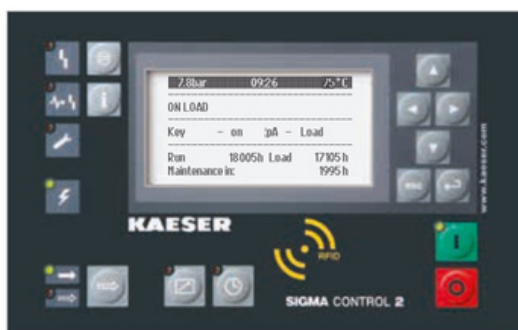 7.8bar 09:26 75°C
ON LOAD
Key - on :pA - Load
Run 18005h Load 17105h
Maintenance in: 1995h
esc
www.kaeser.com
KAESER
RFID
I
O
SIGMA CONTROL 2